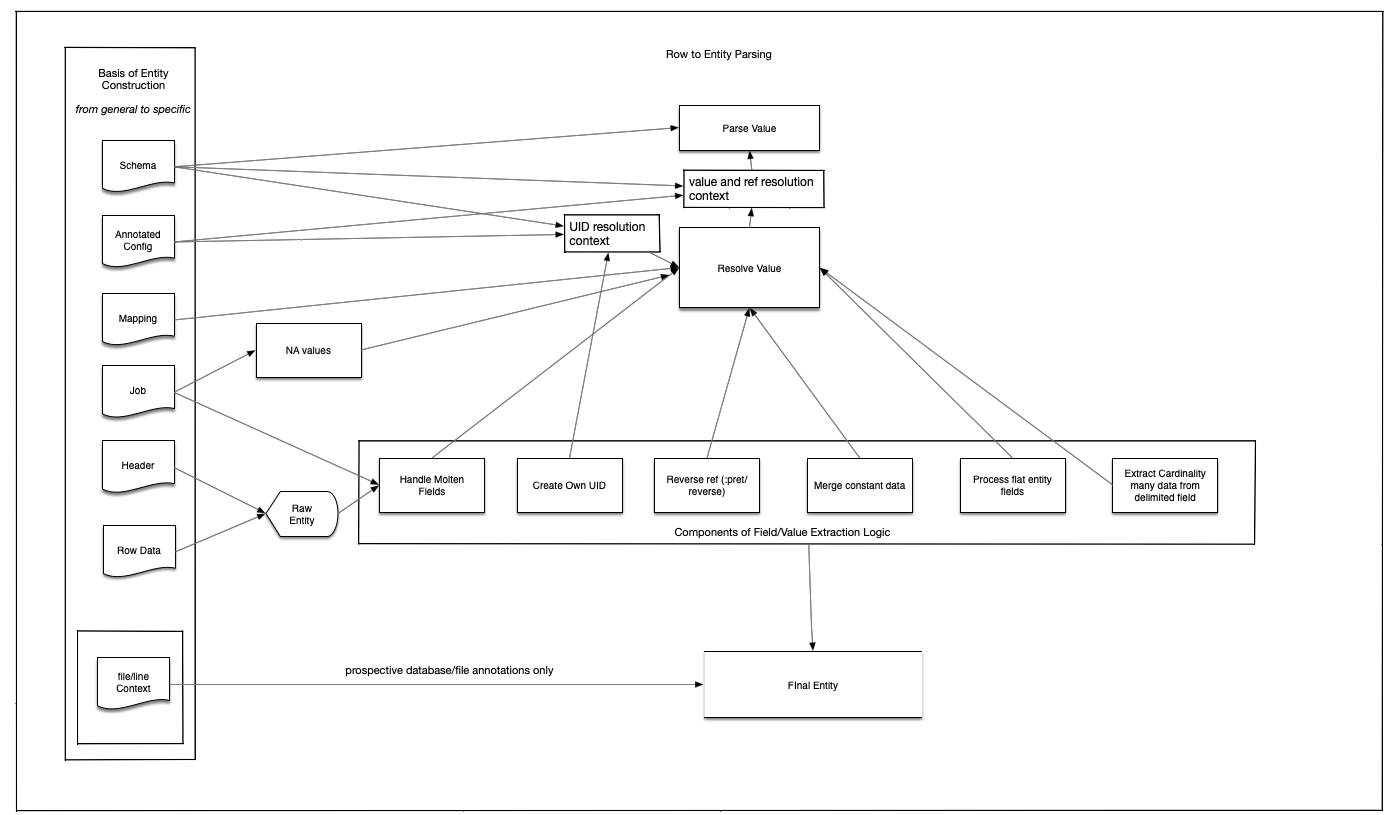 Row to Entity Parsing
Basis of Entity
Construction
from general to specific
Schema
Annotated
Config
Mapping
Job
Header
Row Data
file/line
Context
Parse Value
value and ref resolution
context
UID resolution
context
Resolve Value
NA values
Raw
Entity
Handle Molten
Fields
Create Own UID
Reverse ref (:pret/
reverse)
Merge constant data
Process flat entity
fields
Extract Cardinality
many data from
delimited field
Components of Field/Value Extraction Logic
prospective database/file annotations only
FInal Entity